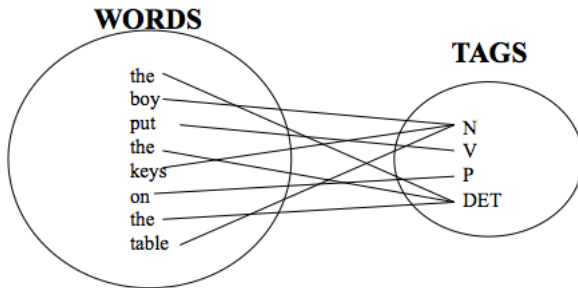 WORDS
TAGS
the
boy
put
the
keys
on
the
table
N
V
P
DET